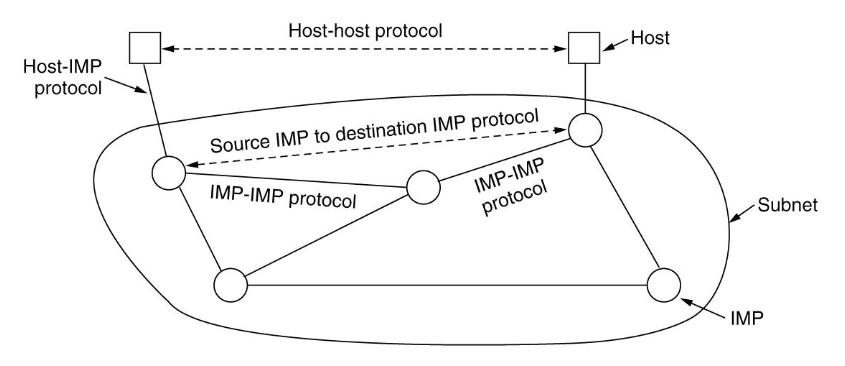 Host-host protocol
Host
Host-IMP
protocol
Source IMP to destination IMP protocol
IMP-IMP protocol
IMP-IMP
protocol
Subnet
IMP